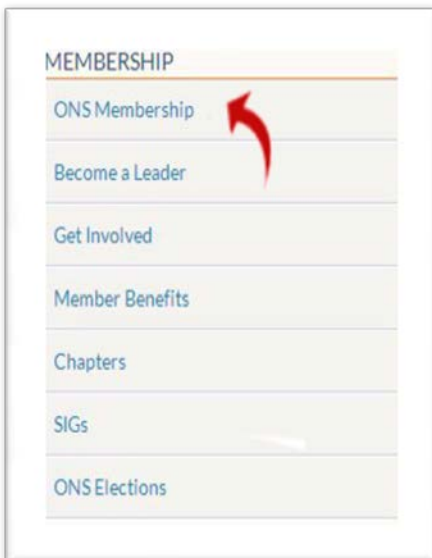 MEMBERSHIP
ONS Membership
Become a Leader
Get Involved
Member Benefits
Chapters
SIGs
ONS Elections